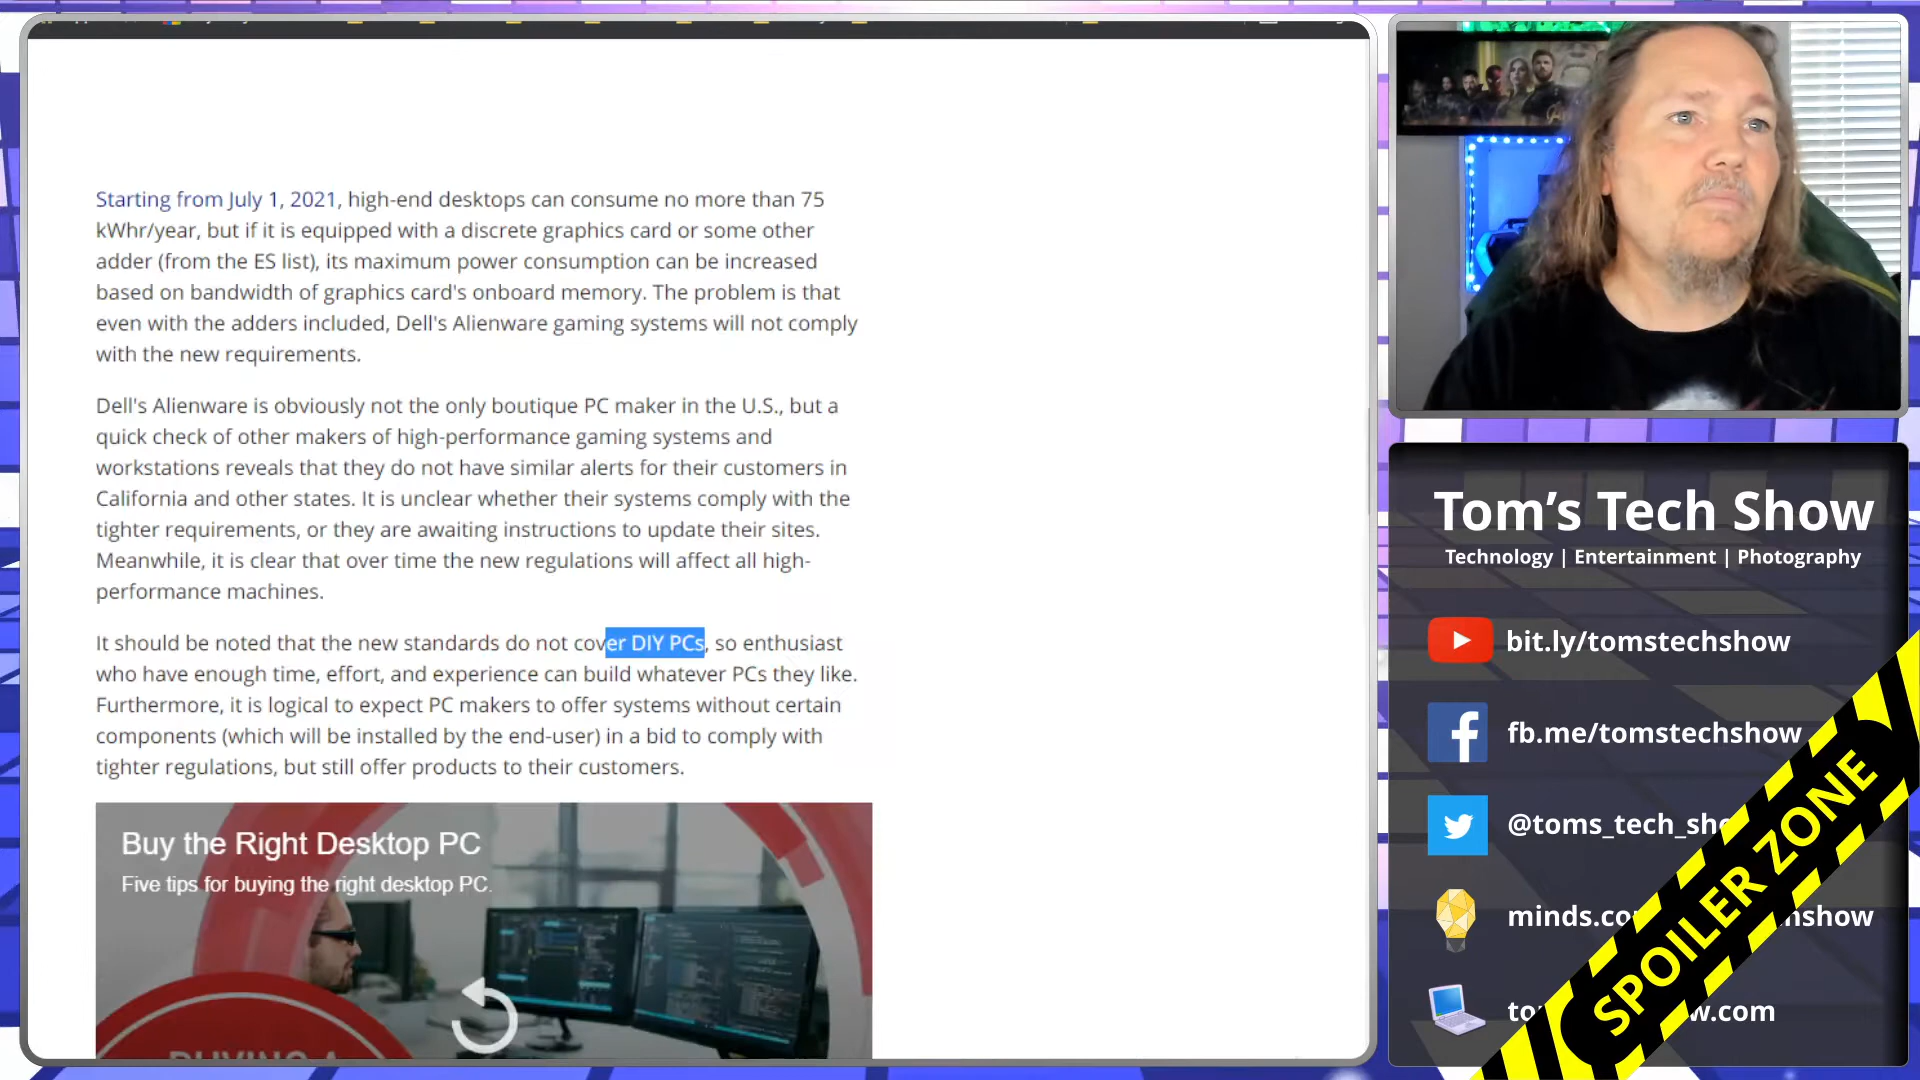 Starting from July 1, 2021, high-end desktops can consume no more than 75
kWhr/year, but if it is equipped with a discrete graphics card or some other
adder (from the ES list), its maximum power consumption can be increased
based on bandwidth of graphics card's onboard memory. The problem is that
even with the adders included, Dell's Alienware gaming systems will not comply
with the new requirements.
Dell's Alienware is obviously not the only boutique PC maker in the U.S., but a
quick check of other makers of high-performance gaming systems and
workstations reveals that they do not have similar alerts for their customers in
California and other states. It is unclear whether their systems comply with the
tighter requirements, or they are awaiting instructions to update their sites.
Meanwhile, it is clear that over time the new regulations will affect all high-
performance machines.
It should be noted that the new standards do not cover DIY PCs, so enthusiast
who have enough time, effort, and experience can build whatever PCs they like.
Furthermore, it is logical to expect PC makers to offer systems without certain
components (which will be installed by the end-user) in a bid to comply with
tighter regulations, but still offer products to their customers.
Buy the Right Desktop PC
Five tips for buying the right desktop PC.
BUYING A
Tom's Tech Show
Technology | Entertainment | Photography
bit.ly/tomstechshow
fb.me/tomstechshow
@toms_tech_sho
minds.co hshow
to w.com
SPOILER ZONE